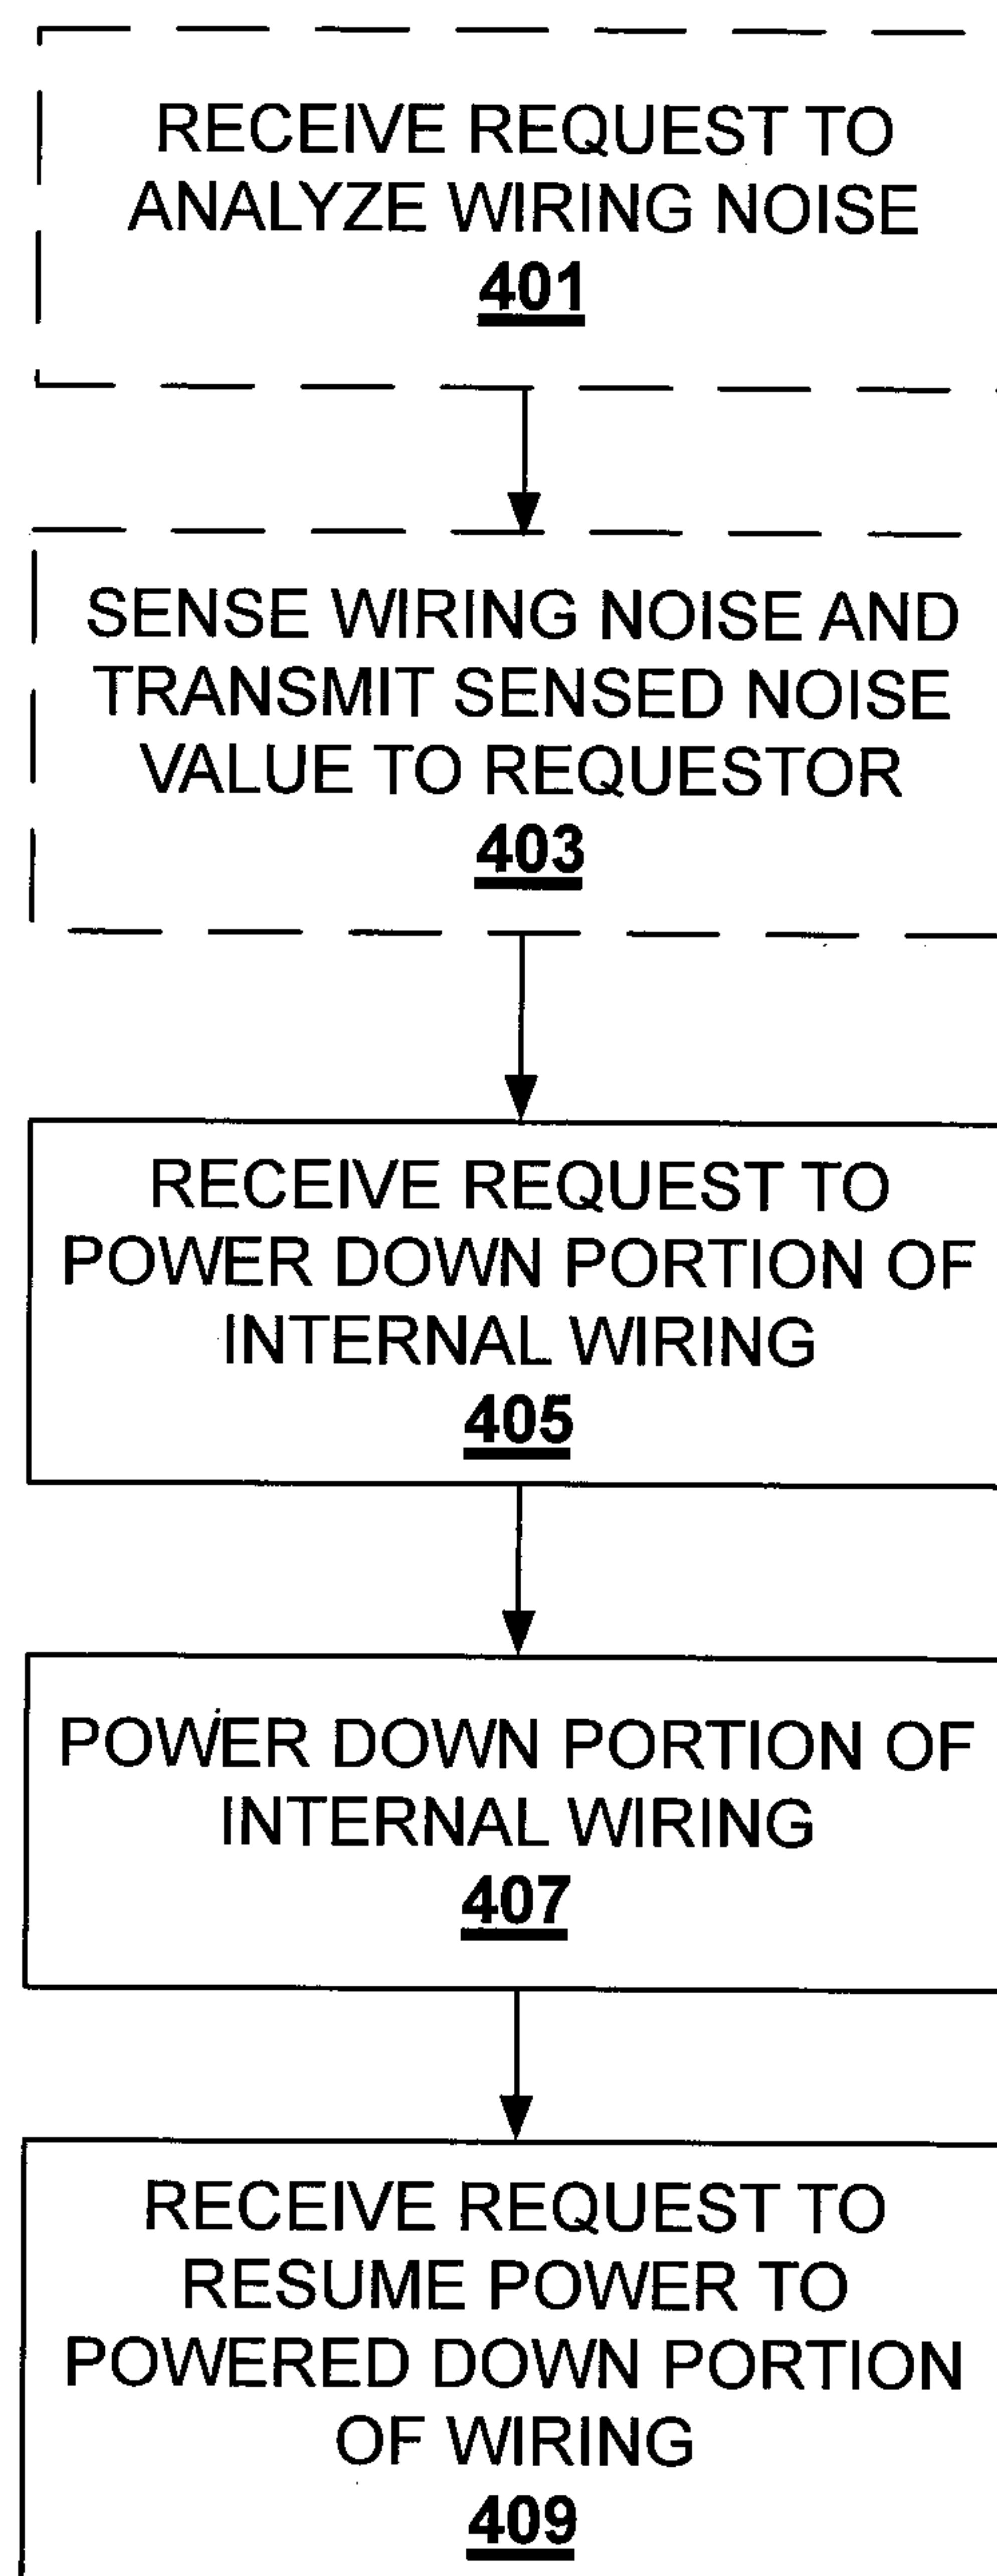 RECEIVE REQUEST TO
ANALYZE WIRING NOISE
401
SENSE WIRING NOISE AND
TRANSMIT SENSED NOISE
VALUE TO REQUESTOR
403
RECEIVE REQUEST TO
POWER DOWN PORTION OF
INTERNAL WIRING
405
POWER DOWN PORTION OF
INTERNAL WIRING
407
RECEIVE REQUEST TO
RESUME POWER TO
POWERED DOWN PORTION
OF WIRING
409